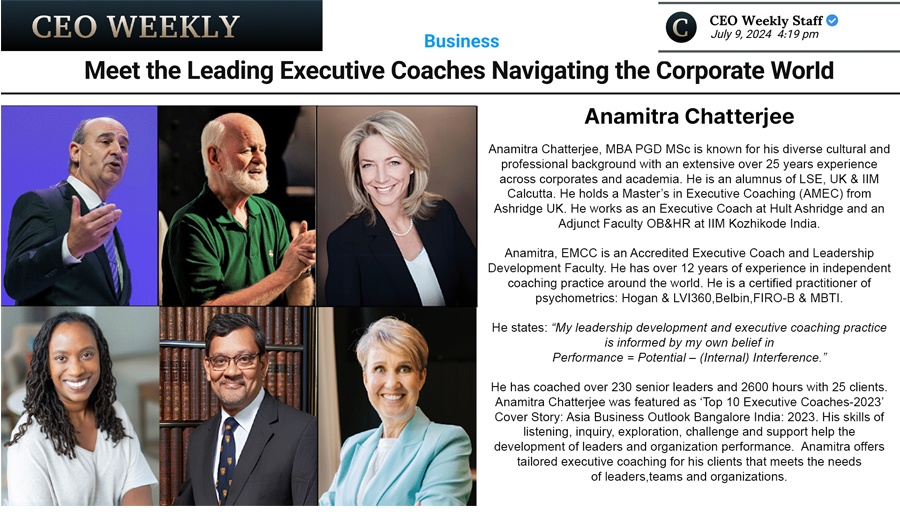 CEO WEEKLY
C
CEO Weekly Staff
July 9, 2024 4:19 pm
Business
Meet the Leading Executive Coaches Navigating the Corporate World
Anamitra Chatterjee
Anamitra Chatterjee, MBA PGD MSc is known for his diverse cultural and
professional background with an extensive over 25 years experience
across corporates and academia. He is an alumnus of LSE, UK & IIM
Calcutta. He holds a Master's in Executive Coaching (AMEC) from
Ashridge UK. He works as an Executive Coach at Hult Ashridge and an
Adjunct Faculty OB&HR at IIM Kozhikode India.
Anamitra, EMCC is an Accredited Executive Coach and Leadership
Development Faculty. He has over 12 years of experience in independent
coaching practice around the world. He is a certified practitioner of
psychometrics: Hogan & LVI360,Belbin,FIRO-B & MBTI.
He states: “My leadership development and executive coaching practice
is informed by my own belief in
Performance = Potential – (Internal) Interference.”
He has coached over 230 senior leaders and 2600 hours with 25 clients.
Anamitra Chatterjee was featured as ‘Top 10 Executive Coaches-2023’
Cover Story: Asia Business Outlook Bangalore India: 2023. His skills of
listening, inquiry, exploration, challenge and support help the
development of leaders and organization performance.  Anamitra offers
tailored executive coaching for his clients that meets the needs
of leaders,teams and organizations.